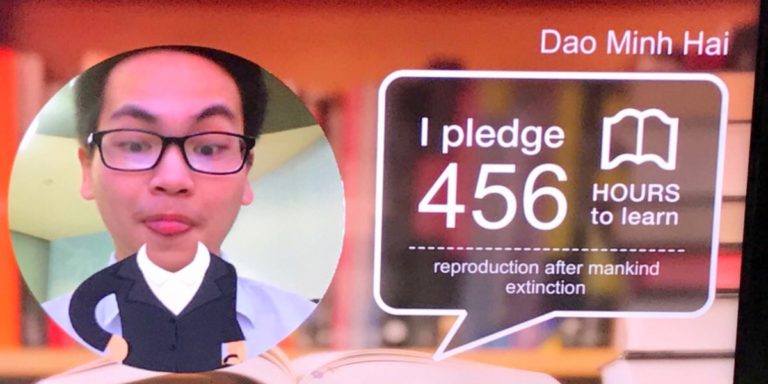 Dao Minh Hai
I pledge
456
HOURS
to learn
reproduction after mankind
extinction